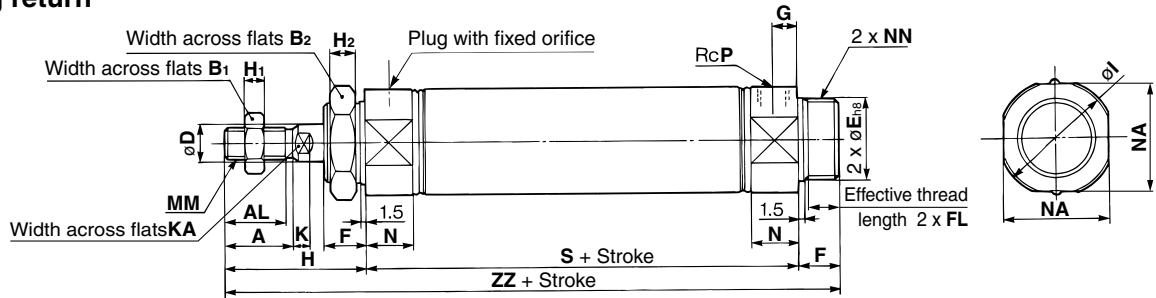 return
G
Width across flats B2
H2
Plug with fixed orifice
2 x NN
RcP
Width across flats B1
H1
øI
øD
2 x øEh8
NA
MM
Effective thread
length 2 x FL
AL
1.5
1.5
NA
Width across flats KA
A
K
F
N
N
H
S + Stroke
F
ZZ + Stroke